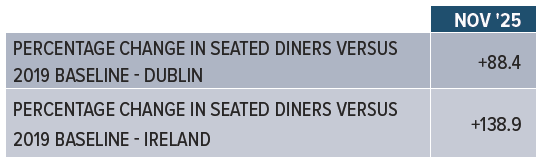 NOV '25
PERCENTAGE CHANGE IN SEATED DINERS VERSUS
2019 BASELINE - DUBLIN
+88.4
PERCENTAGE CHANGE IN SEATED DINERS VERSUS
2019 BASELINE - IRELAND
+138.9